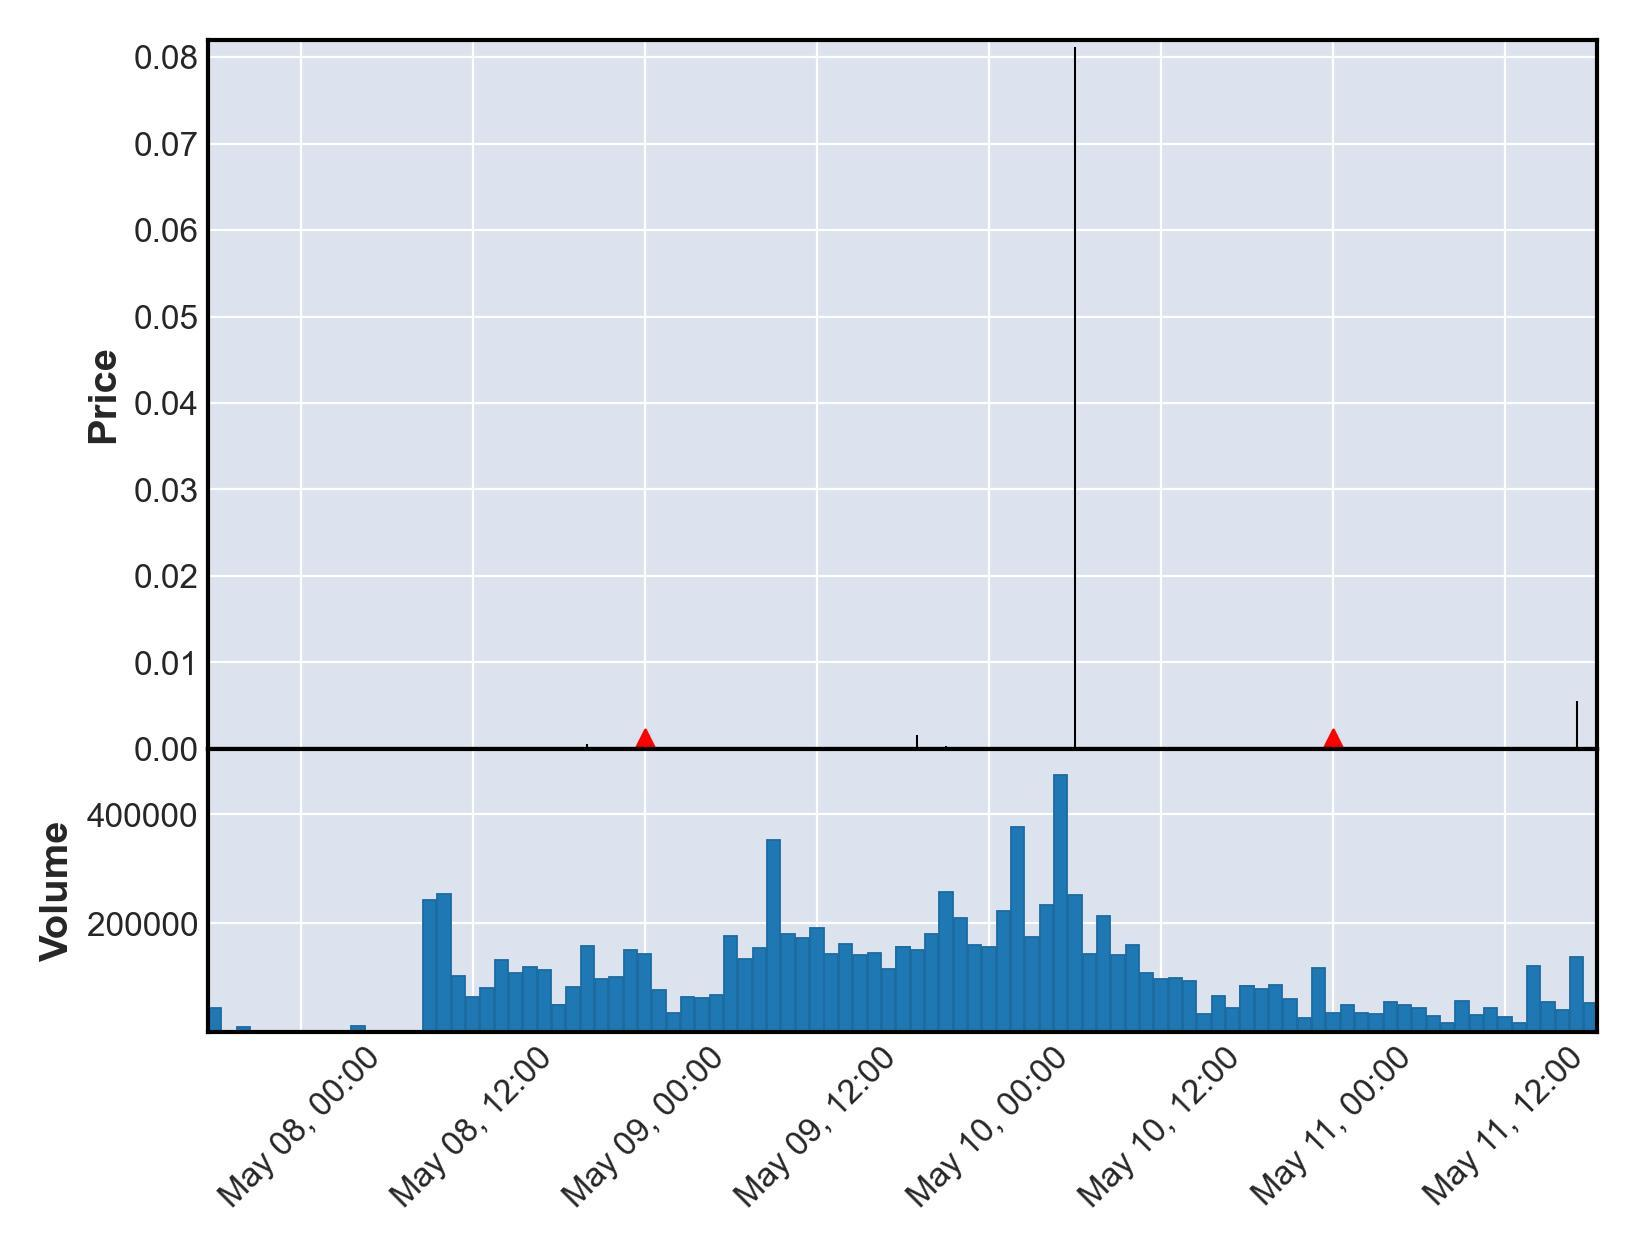 0.08
0.07
0.06
0.05
0.04
0.03
0.02
0.01
0.00
Price
400000
200000
Volume
May 08, 00:00
May 08, 12:00
May 09, 00:00
May 09, 12:00
May 10, 00:00
May 10, 12:00
May 11, 00:00
May 11, 12:00